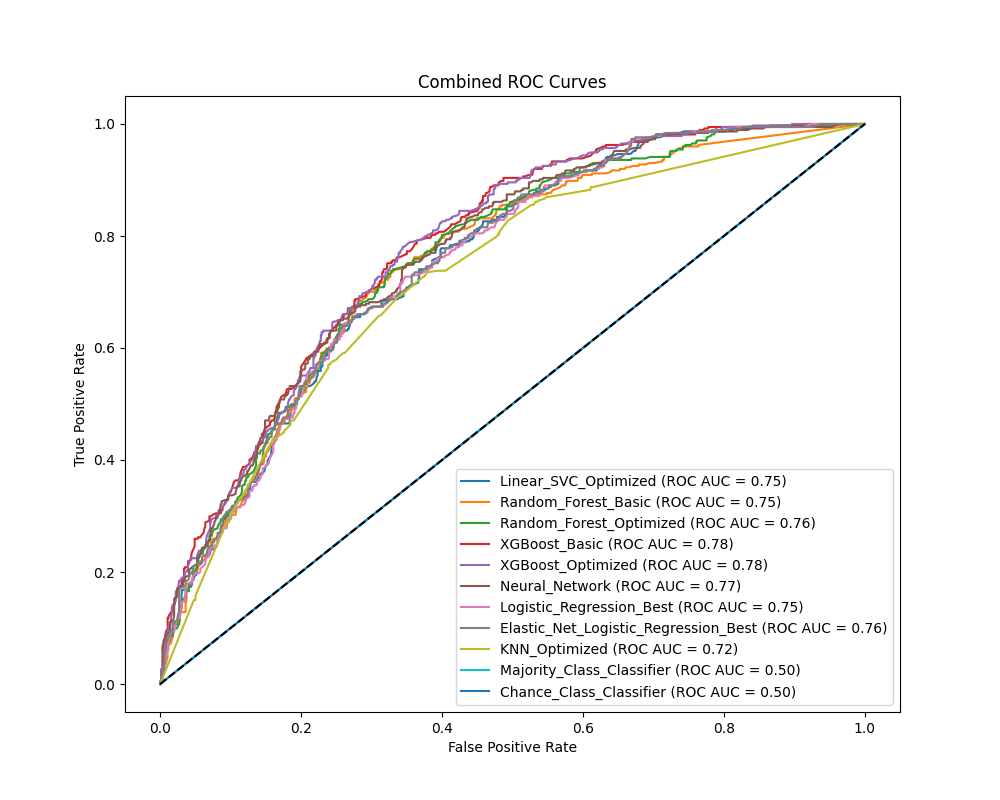 Combined ROC Curves
1.0
0.8
0.6
0.4
0.2
0.0
True Positive Rate
Linear_SVC_Optimized (ROC AUC = 0.75)
Random_Forest_Basic (ROC AUC = 0.75)
Random_Forest_Optimized (ROC AUC = 0.76)
XGBoost_Basic (ROC AUC = 0.78)
XGBoost_Optimized (ROC AUC = 0.78)
Neural_Network (ROC AUC = 0.77)
Logistic_Regression_Best (ROC AUC = 0.75)
Elastic_Net_Logistic_Regression_Best (ROC AUC = 0.76)
KNN_Optimized (ROC AUC = 0.72)
Majority_Class_Classifier (ROC AUC = 0.50)
Chance_Class_Classifier (ROC AUC = 0.50)
0.0 0.2 0.4 0.6 0.8 1.0
False Positive Rate